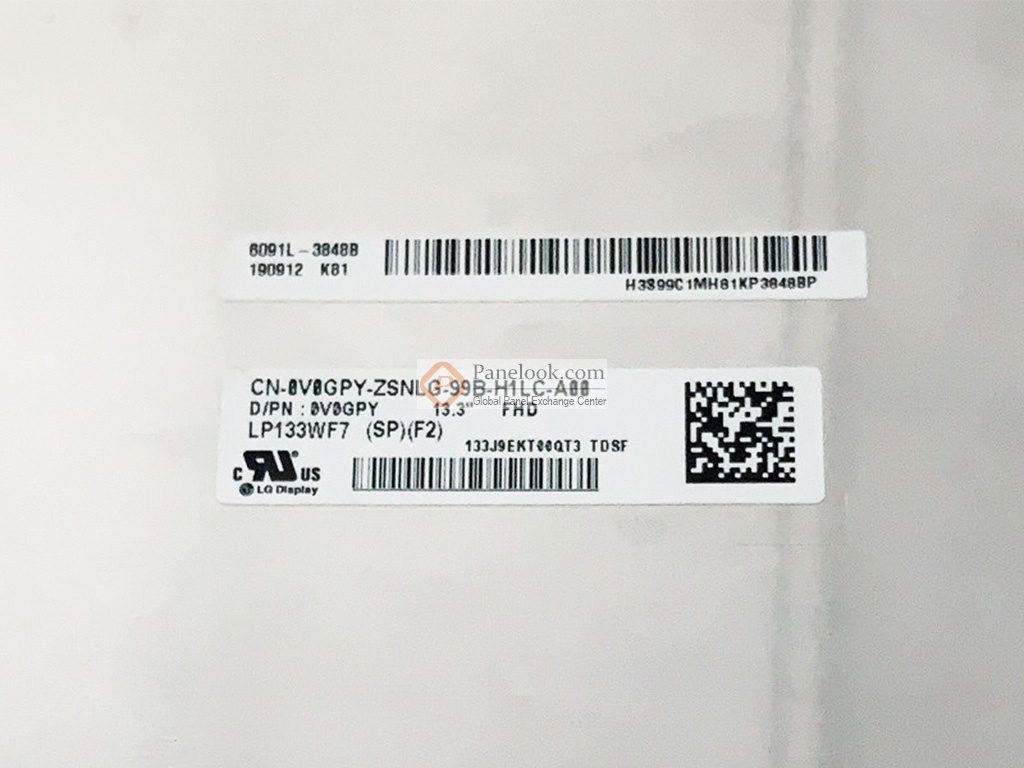 6091L-3848B
190912 K81
H3S99C1MH81KP3848BP
Panelook.com
Global Panel Exchange Center
CN-0V0GPY-ZSNLG-99B-H1LC-A00
D/PN : 0V0GPY 13.3" FHD
LP133WF7 (SP)(F2)
133J9EKT00QT3 TDSF
C RU US
LG Display